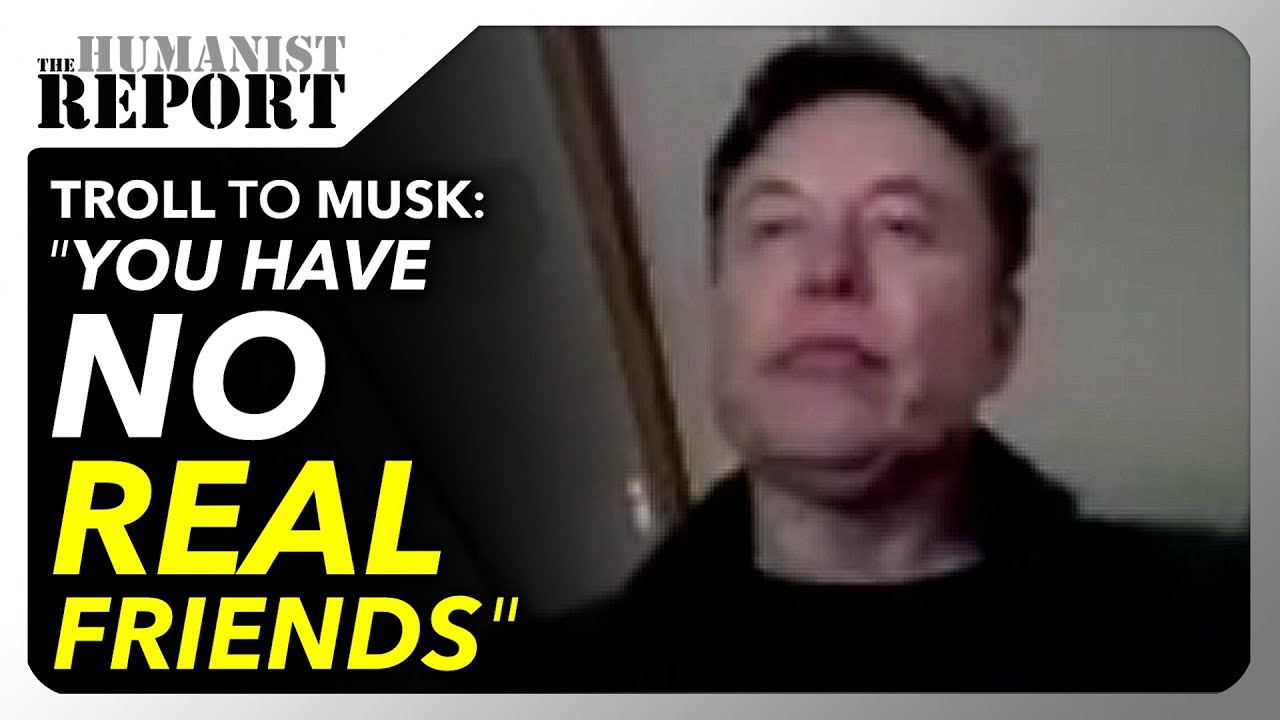 THE HUMANIST
REPORT
TROLL TO MUSK:
"YOU HAVE
NO
REAL
FRIENDS"